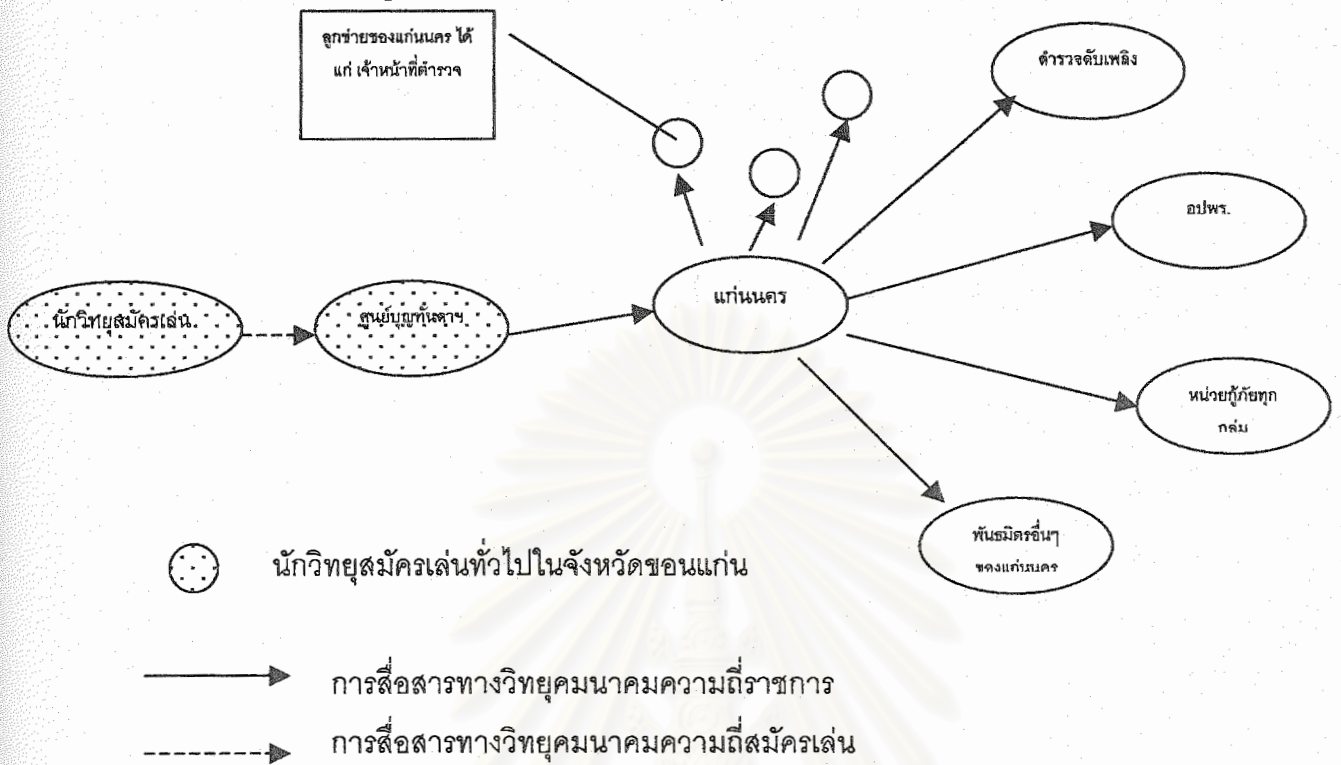 ลูกข่ายของแก่นนคร ได้
แก่ เจ้าหน้าที่ตำรวจ
ตำรวจดับเพลิง
อปพร.
แก่นนคร
นักวิทยุสมัครเล่น
ศูนย์บุญทันดาฯ
หน่วยกู้ภัยทุก
กลุ่ม
พันธมิตรอื่นๆ
ของแก่นนคร
นักวิทยุสมัครเล่นทั่วไปในจังหวัดขอนแก่น
การสื่อสารทางวิทยุคมนาคมความถี่ราชการ
การสื่อสารทางวิทยุคมนาคมความถี่สมัครเล่น